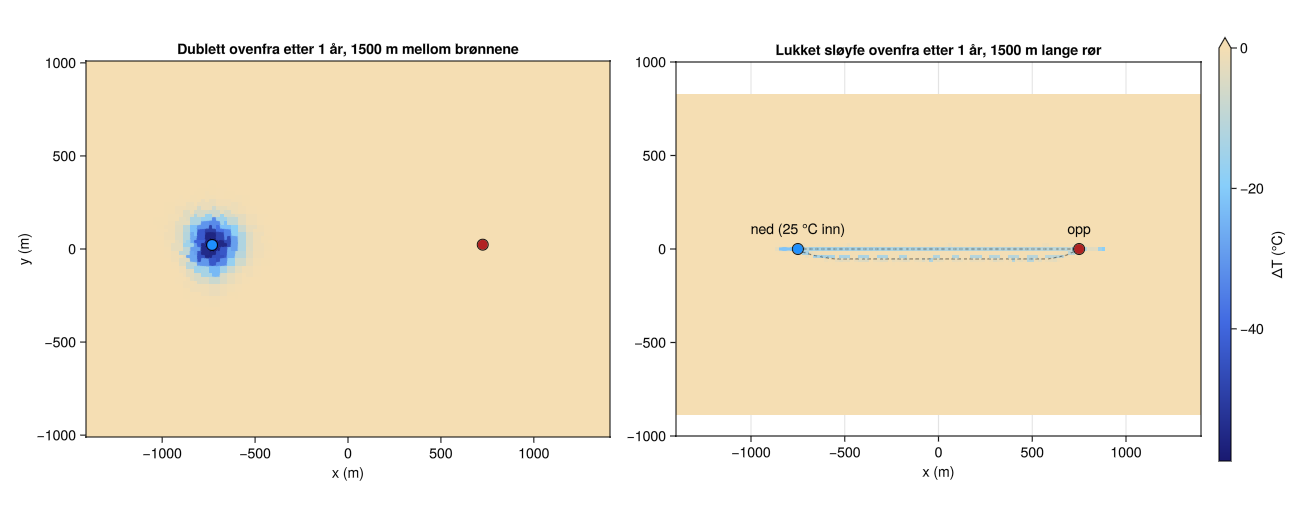 Dublett ovenfra etter 1 år, 1500 m mellom brønnene
1000
500
0
−500
−1000
y (m)
−1000
−500
0
500
1000
x (m)
Lukket sløyfe ovenfra etter 1 år, 1500 m lange rør
1000
500
0
−500
−1000
ned (25 °C inn)
opp
−1000
−500
0
500
1000
x (m)
0
−20
−40
ΔT (°C)